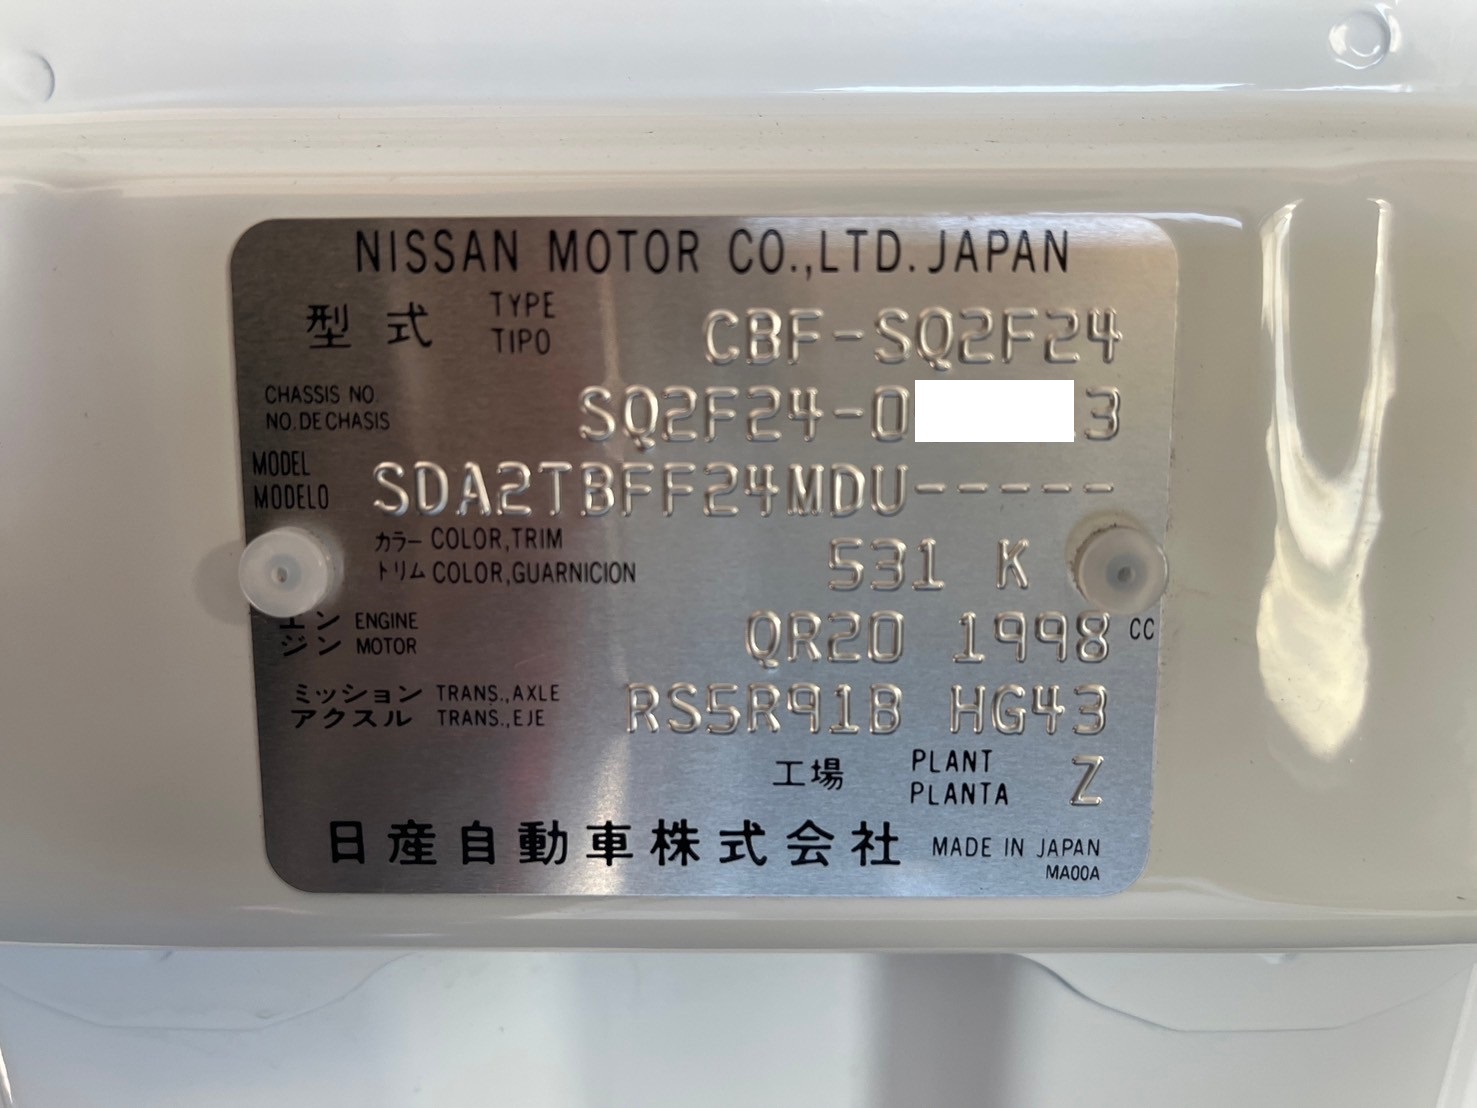 NISSAN MOTOR CO.,LTD. JAPAN
型式 TYPE TIPO CBF-SQ2F24
CHASSIS NO. NO. DE CHASIS SQ2F24-0 3
MODEL MODELO SDA2TBFF24MDU-----
カラー COLOR,TRIM
トリム COLOR,GUARNICION 531 K
エンジン ENGINE MOTOR QR20 1998 CC
ミッション TRANS.,AXLE
アクスル TRANS.,EJE RS5R91B HG43
工場 PLANT PLANTA Z
日産自動車株式会社 MADE IN JAPAN
MA00A